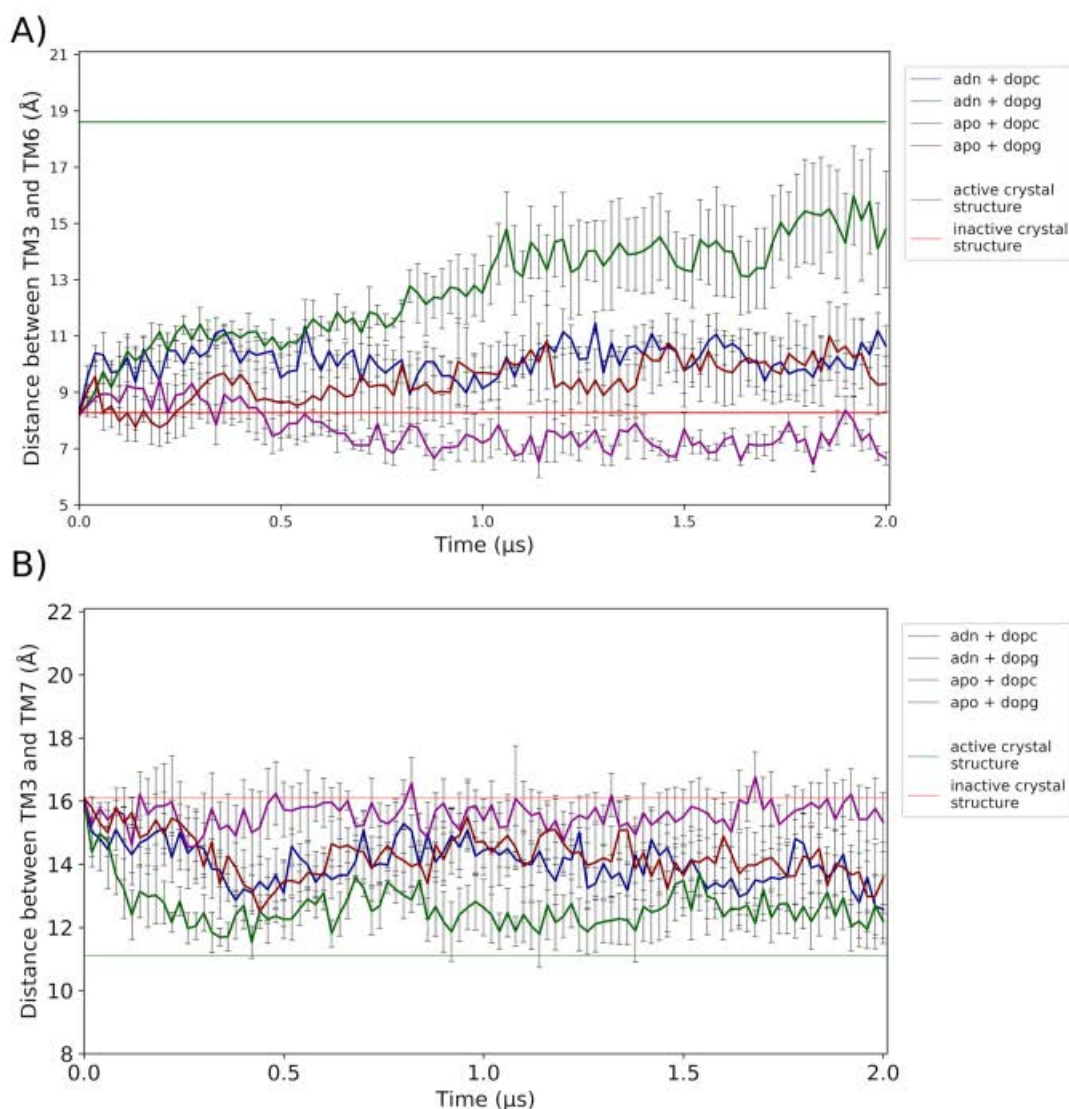 A)
21
19
17
15
13
11
9
7
5
Distance between TM3 and TM6 (Å)
0.0
0.5
1.0
1.5
2.0
Time (μs)
adn + dopc
adn + dopg
apo + dopc
apo + dopg
active crystal
structure
inactive crystal
structure
B)
22
20
18
16
14
12
10
8
Distance between TM3 and TM7 (Å)
0.0
0.5
1.0
1.5
2.0
Time (μs)
adn + dopc
adn + dopg
apo + dopc
apo + dopg
active crystal
structure
inactive crystal
structure